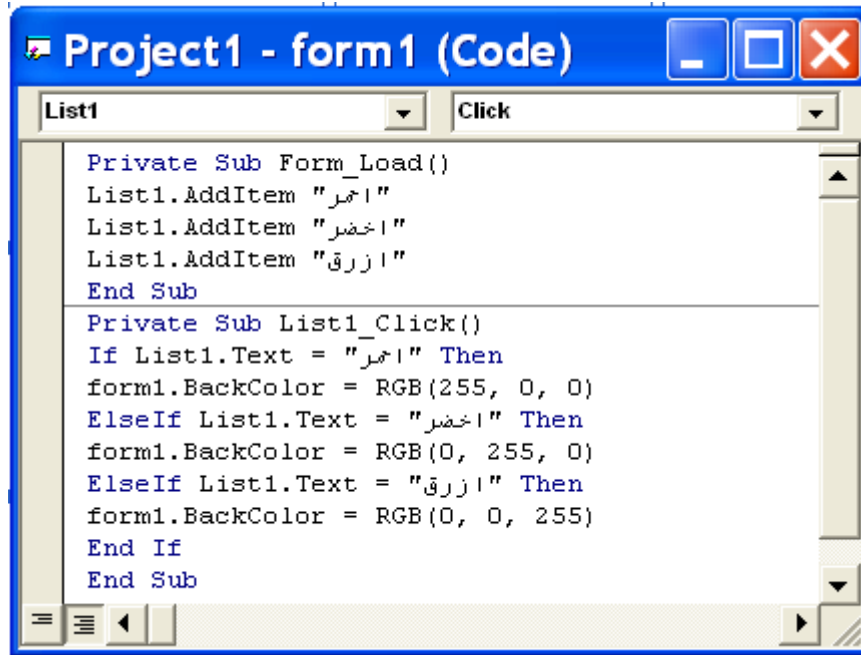 Project1 - form1 (Code)
List1 Click
Private Sub Form_Load()
List1.AddItem "احمر"
List1.AddItem "اخضر"
List1.AddItem "ازرق"
End Sub
Private Sub List1_Click()
If List1.Text = "احمر" Then
form1.BackColor = RGB(255, 0, 0)
ElseIf List1.Text = "اخضر" Then
form1.BackColor = RGB(0, 255, 0)
ElseIf List1.Text = "ازرق" Then
form1.BackColor = RGB(0, 0, 255)
End If
End Sub